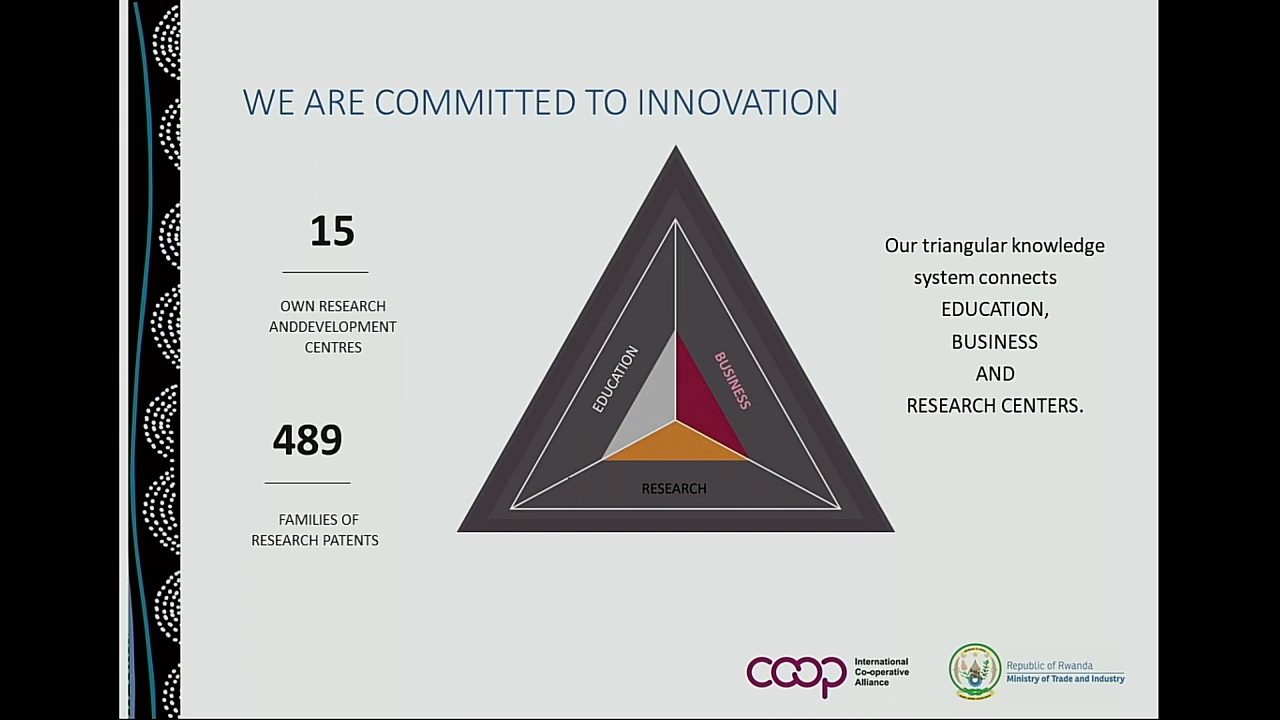 WE ARE COMMITTED TO INNOVATION
15
OWN RESEARCH
ANDDEVELOPMENT
CENTRES
489
FAMILIES OF
RESEARCH PATENTS
EDUCATION
BUSINESS
RESEARCH
Our triangular knowledge
system connects
EDUCATION,
BUSINESS
AND
RESEARCH CENTERS.
coop
International
Co-operative
Alliance
Republic of Rwanda
Ministry of Trade and Industry